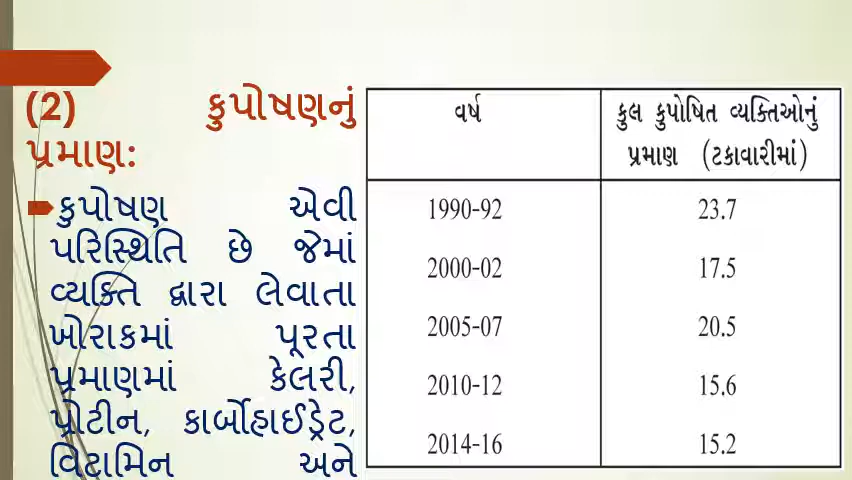 (2) કુપોષણનું
પ્રમાણ:
કુપોષણ એવી
પરિસ્થિતિ છે જેમાં
વ્યક્તિ દ્વારા લેવાતા
ખોરાકમાં પૂરતા
પ્રમાણમાં કેલરી,
પ્રોટીન, કાર્બોહાઈડ્રેટ,
વિટામિન અને
વર્ષ કુલ કુપોષિત વ્યક્તિઓનું
પ્રમાણ (ટકાવારીમાં)
1990-92 23.7
2000-02 17.5
2005-07 20.5
2010-12 15.6
2014-16 15.2